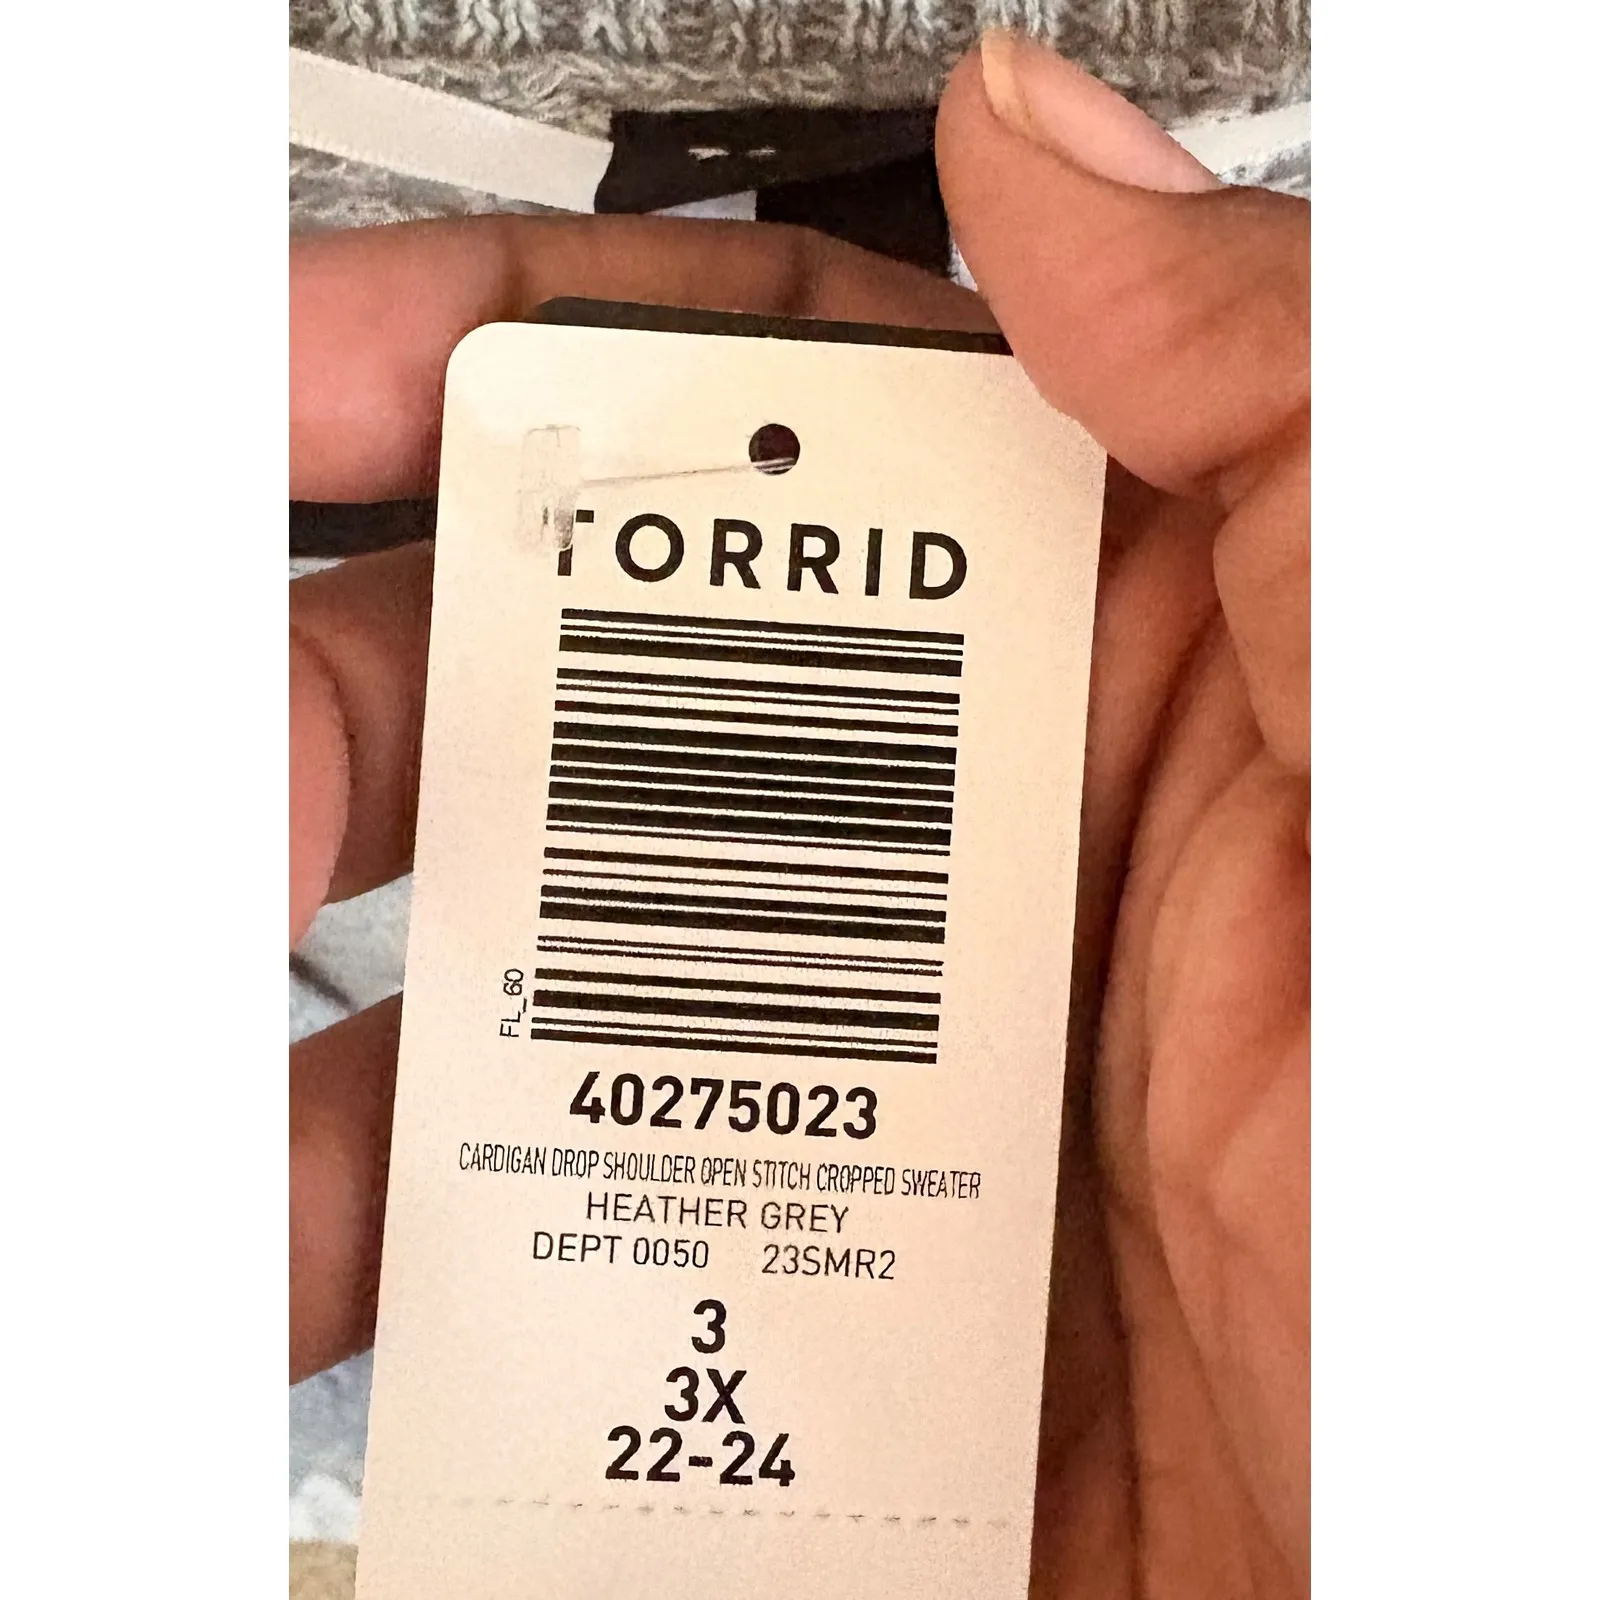 TORRID
FL_60
40275023
CARDIGAN DROP SHOULDER OPEN STITCH CROPPED SWEATER
HEATHER GREY
DEPT 0050 23SMR2
3
3X
22-24